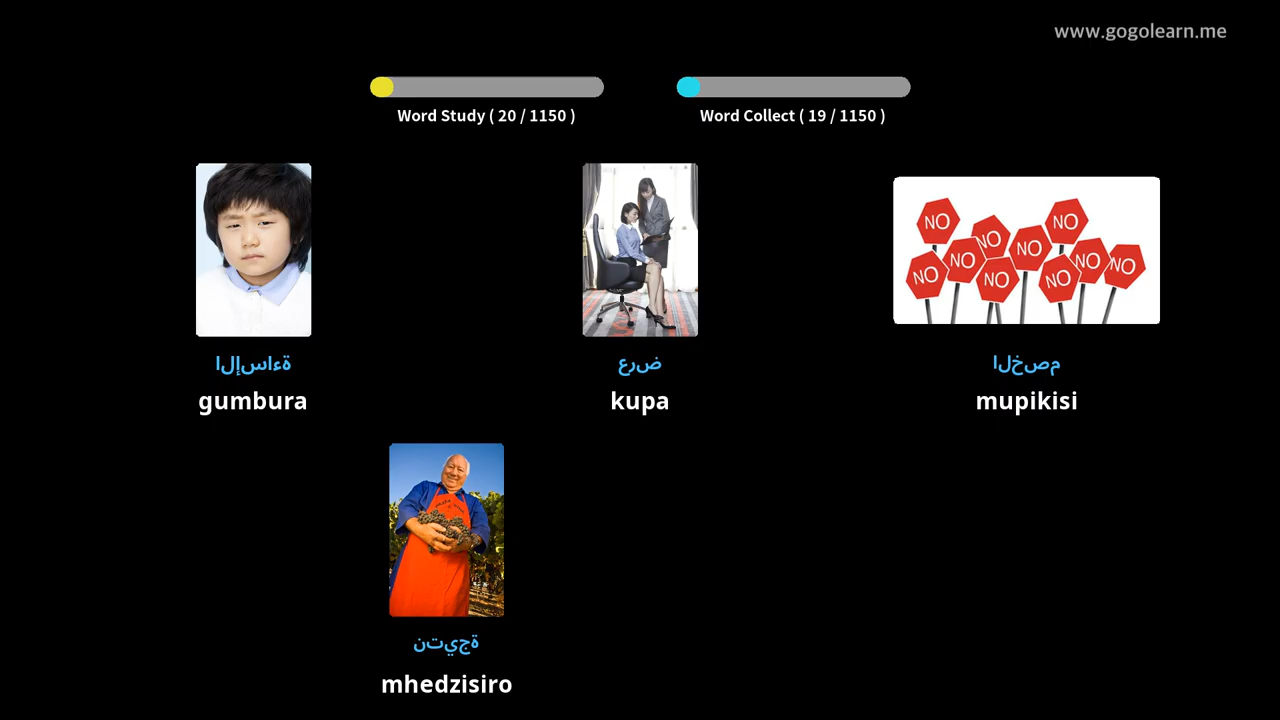 www.gogolearn.me
Word Study ( 20 / 1150 )
Word Collect ( 19 / 1150 )
NO NO NO NO NO NO NO NO NO NO
الإساءة
gumbura
عرض
kupa
الخصم
mupikisi
نتيجة
mhedzisiro